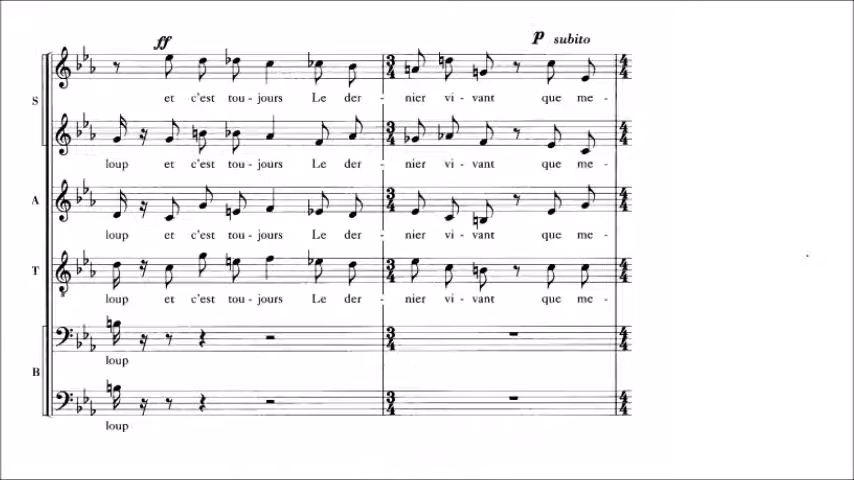 ff
p subito
S
et c'est tou - jours Le der - nier vi - vant que me -
loup et c'est tou - jours Le der - nier vi - vant que me -
A
loup et c'est tou - jours Le der - nier vi - vant que me -
T
loup et c'est tou - jours Le der - nier vi - vant que me -
loup
B
loup